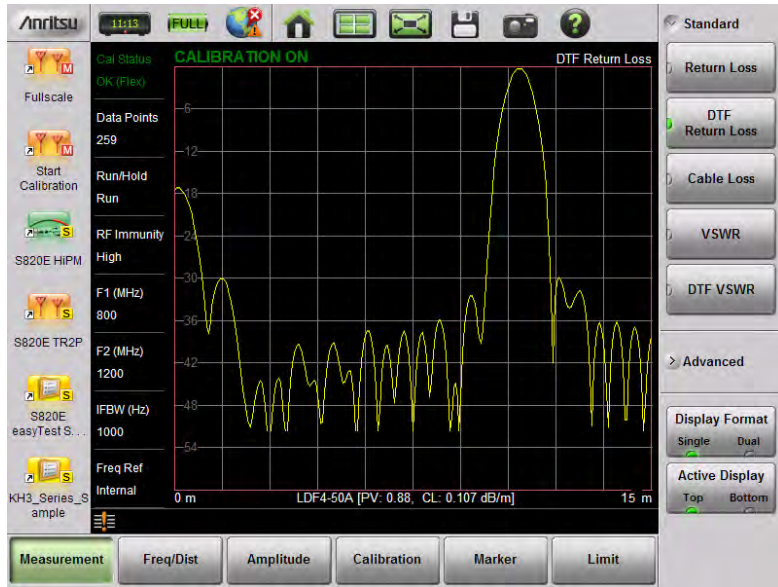 Anritsu
11:13
FULL
?
Standard
Fullscale
Start
Calibration
S820E HiPM
S820E TR2P
S820E
easyTest S. . .
KH3_Series_S
ample
M
M
S
S
S
S
Cal Status
OK (Flex)
Data Points
259
Run/Hold
Run
RF Immunity
High
F1 (MHz)
800
F2 (MHz)
1200
IFBW (Hz)
1000
Freq Ref
Internal
CALIBRATION ON
DTF Return Loss
-6
-12
-18
-24
-30
-36
-42
-48
-54
0 m
LDF4-50A [PV: 0.88, CL: 0.107 dB/m]
15 m
Return Loss
DTF
Return Loss
Cable Loss
VSWR
DTF VSWR
> Advanced
Display Format
Single Dual
Active Display
Top Bottom
Measurement
Freq/Dist
Amplitude
Calibration
Marker
Limit